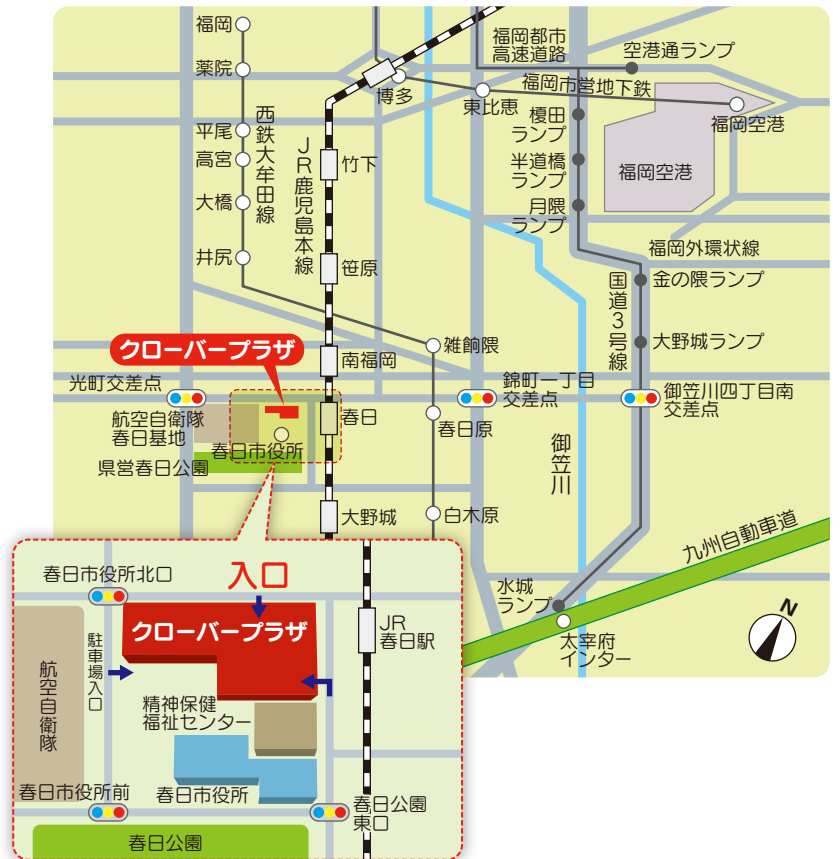 福岡
薬院
平尾
高宮
大橋
井尻
西鉄大牟田線
JR鹿児島本線
博多
竹下
笹原
南福岡
春日
大野城
福岡都市
高速道路
空港通ランプ
福岡市営地下鉄
東比恵
福岡空港
福岡空港
榎田
ランプ
半道橋
ランプ
月隈
ランプ
福岡外環状線
金の隈ランプ
国道3号線
大野城ランプ
雑餉隈
春日原
白木原
クローバープラザ
光町交差点
航空自衛隊
春日基地
春日市役所
県営春日公園
錦町一丁目
交差点
御笠川四丁目南
交差点
御笠川
九州自動車道
水城
ランプ
太宰府
インター
N
春日市役所北口
入口
クローバープラザ
JR
春日駅
駐車場入口
航空自衛隊
精神保健
福祉センター
春日市役所
春日市役所前
春日公園
東口
春日公園